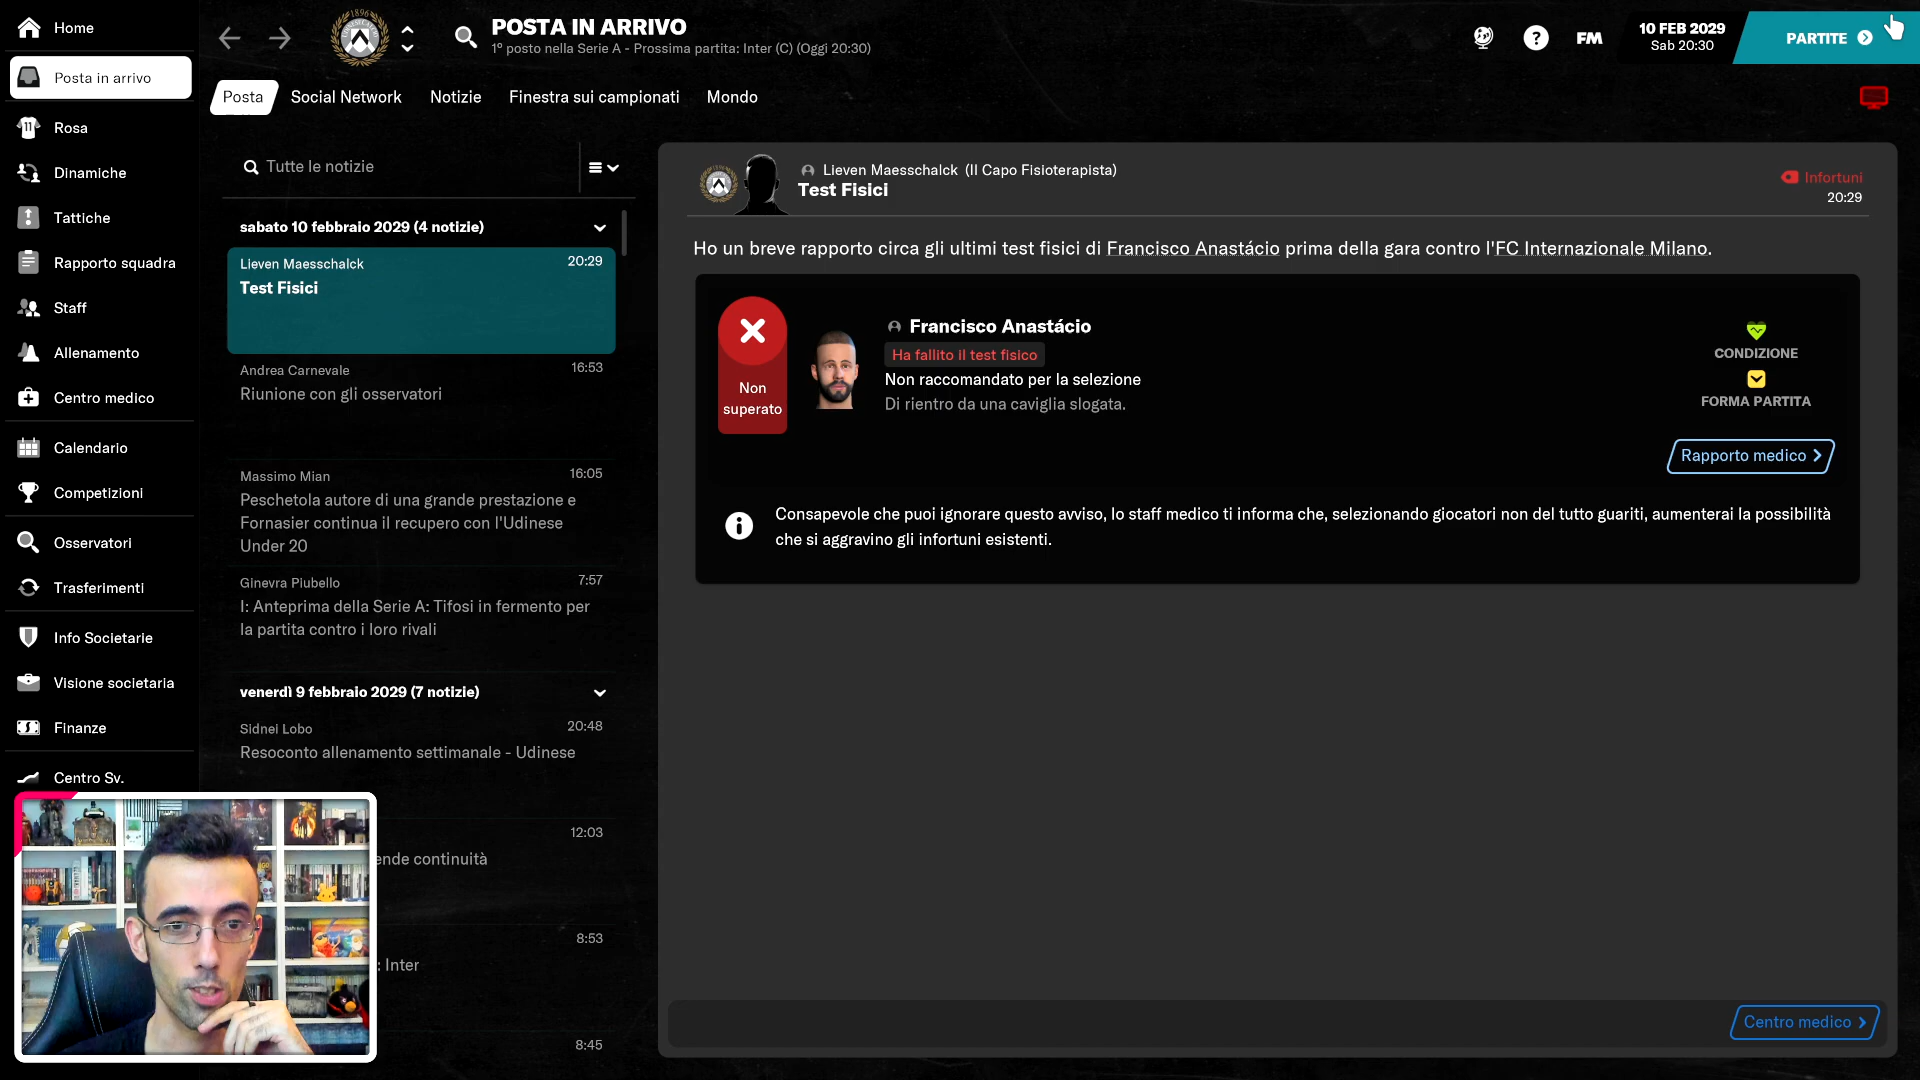 Home
Posta in arrivo
Rosa
Dinamiche
Tattiche
Rapporto squadra
Staff
Allenamento
Centro medico
Calendario
Competizioni
Osservatori
Trasferimenti
Info Societarie
Visione societaria
Finanze
Centro Sv.
POSTA IN ARRIVO
1° posto nella Serie A - Prossima partita: Inter (C) (Oggi 20:30)
FM
10 FEB 2029
Sab 20:30
PARTITE
Posta
Social Network
Notizie
Finestra sui campionati
Mondo
Tutte le notizie
sabato 10 febbraio 2029 (4 notizie)
Lieven Maesschalck 20:29
Test Fisici
Andrea Carnevale 16:53
Riunione con gli osservatori
Massimo Mian 16:05
Peschetola autore di una grande prestazione e
Fornasier continua il recupero con l'Udinese
Under 20
Ginevra Piubello 7:57
I: Anteprima della Serie A: Tifosi in fermento per
la partita contro i loro rivali
venerdì 9 febbraio 2029 (7 notizie)
Sidnei Lobo 20:48
Resoconto allenamento settimanale - Udinese
12:03
ende continuità
8:53
: Inter
8:45
Lieven Maesschalck (Il Capo Fisioterapista)
Test Fisici
Infortuni
20:29
Ho un breve rapporto circa gli ultimi test fisici di Francisco Anastácio prima della gara contro l'FC Internazionale Milano.
Non
superato
Francisco Anastácio
Ha fallito il test fisico
Non raccomandato per la selezione
Di rientro da una caviglia slogata.
CONDIZIONE
FORMA PARTITA
Rapporto medico
Consapevole che puoi ignorare questo avviso, lo staff medico ti informa che, selezionando giocatori non del tutto guariti, aumenterai la possibilità
che si aggravino gli infortuni esistenti.
Centro medico